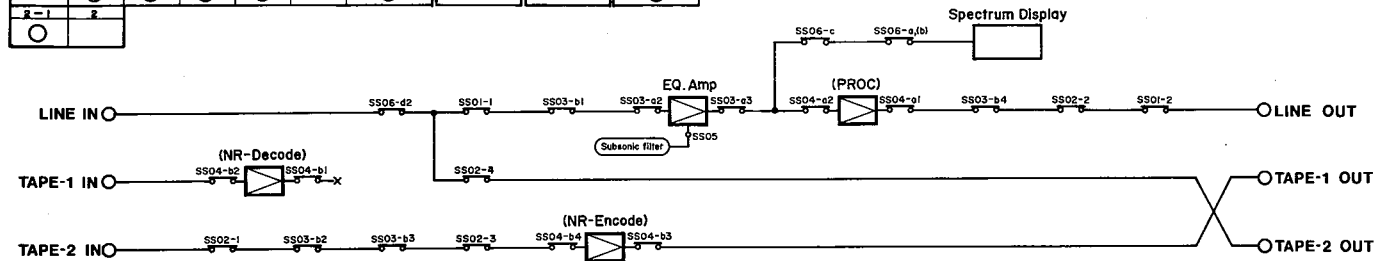 2-1 2
Spectrum Display
SS06-c SS06-a,(b)
EQ. Amp (PROC)
LINE IN SS06-d2 SS01-1 SS03-b1 SS03-a2 SS03-a3 SS04-a2 SS04-a1 SS03-b4 SS02-2 SS01-2 LINE OUT
SS05
Subsonic filter
(NR-Decode)
TAPE-1 IN SS04-b2 SS04-b1 SS02-4 TAPE-1 OUT
(NR-Encode)
TAPE-2 IN SS02-1 SS03-b2 SS03-b3 SS02-3 SS04-b4 SS04-b3 TAPE-2 OUT